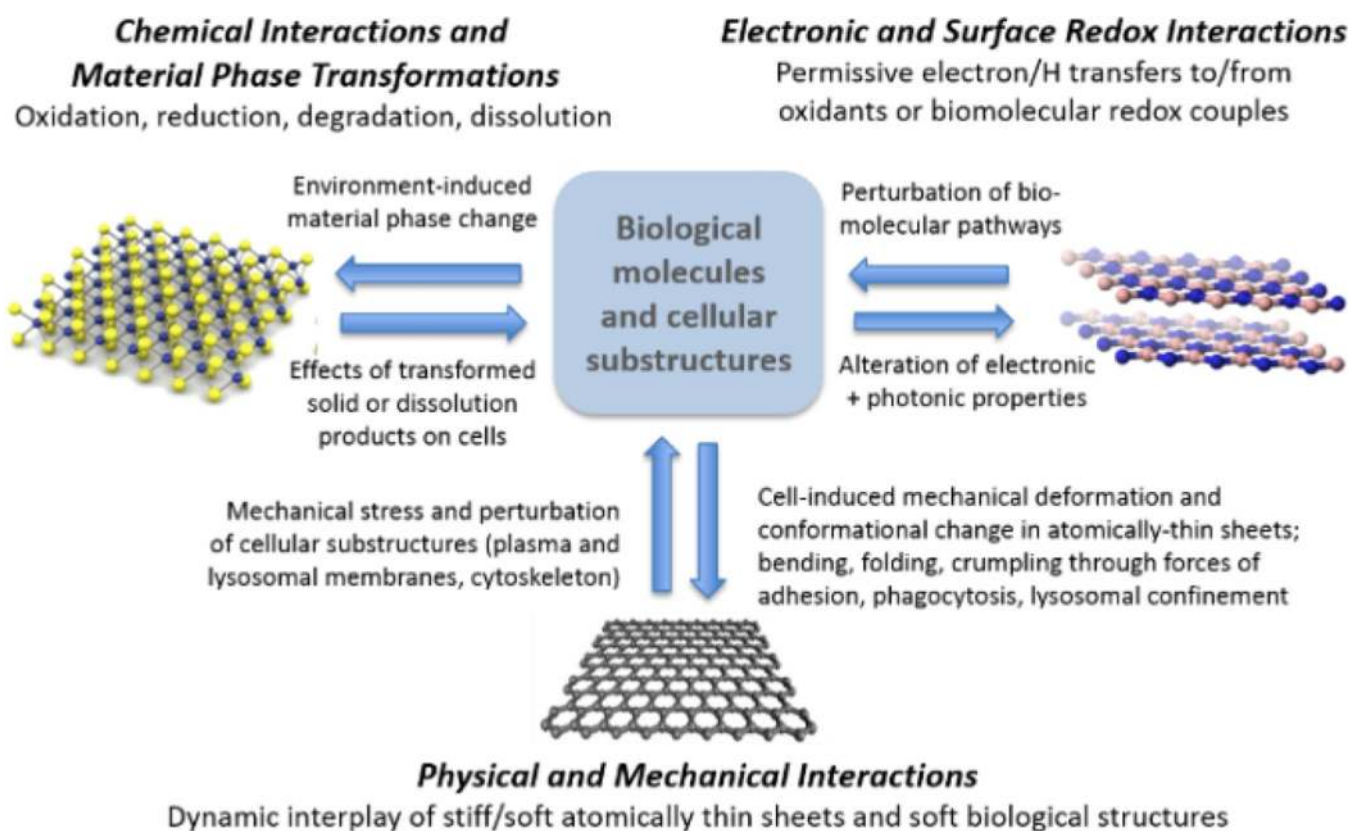 Chemical Interactions and
Material Phase Transformations
Oxidation, reduction, degradation, dissolution
Electronic and Surface Redox Interactions
Permissive electron/H transfers to/from
oxidants or biomolecular redox couples
Environment-induced
material phase change
Effects of transformed
solid or dissolution
products on cells
Biological
molecules
and cellular
substructures
Perturbation of bio-
molecular pathways
Alteration of electronic
+ photonic properties
Mechanical stress and perturbation
of cellular substructures (plasma and
lysosomal membranes, cytoskeleton)
Cell-induced mechanical deformation and
conformational change in atomically-thin sheets;
bending, folding, crumpling through forces of
adhesion, phagocytosis, lysosomal confinement
Physical and Mechanical Interactions
Dynamic interplay of stiff/soft atomically thin sheets and soft biological structures